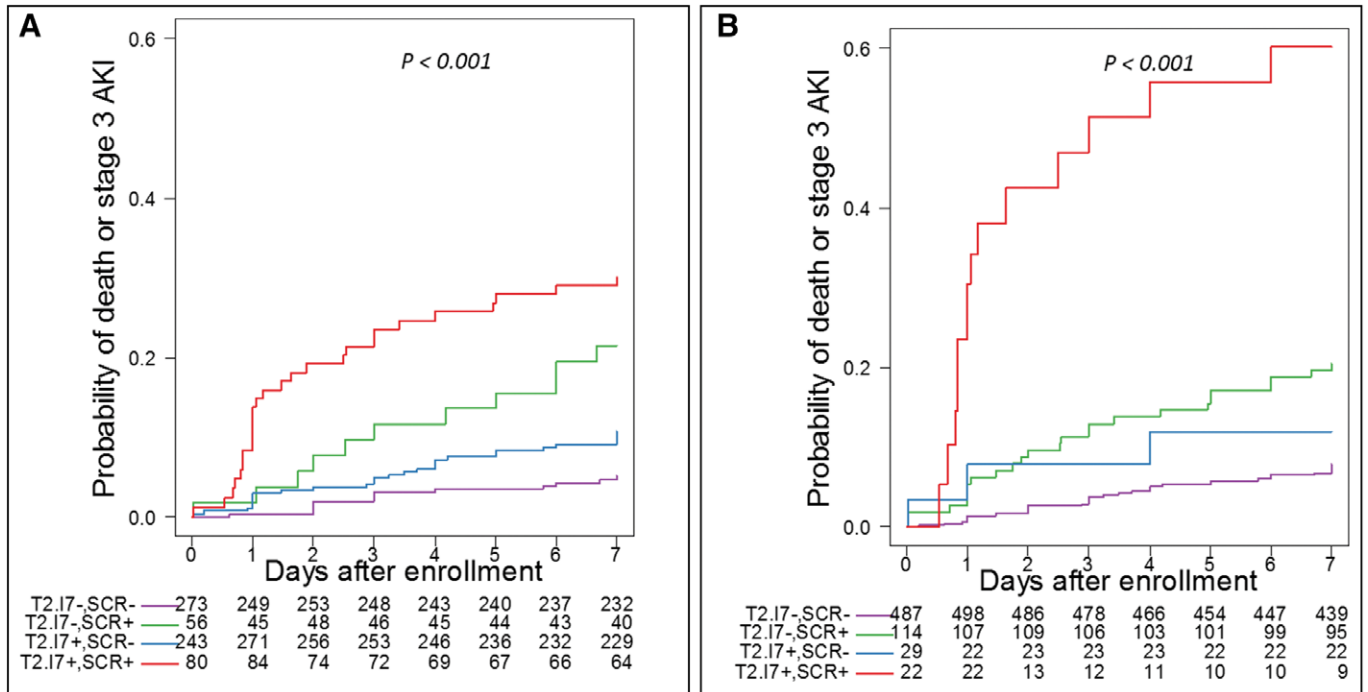 A
Probability of death or stage 3 AKI
0.6
0.4
0.2
0.0
P < 0.001
0 1 2 3 4 5 6 7
Days after enrollment
T2.I7-,SCR- 273 249 253 248 243 240 237 232
T2.I7-,SCR+ 56 45 48 46 45 44 43 40
T2.I7+,SCR- 243 271 256 253 246 236 232 229
T2.I7+,SCR+ 80 84 74 72 69 67 66 64
B
Probability of death or stage 3 AKI
0.6
0.4
0.2
0.0
P < 0.001
0 1 2 3 4 5 6 7
Days after enrollment
T2.I7-,SCR- 487 498 486 478 466 454 447 439
T2.I7-,SCR+ 114 107 109 106 103 101 99 95
T2.I7+,SCR- 29 22 23 23 23 22 22 22
T2.I7+,SCR+ 22 22 13 12 11 10 10 9